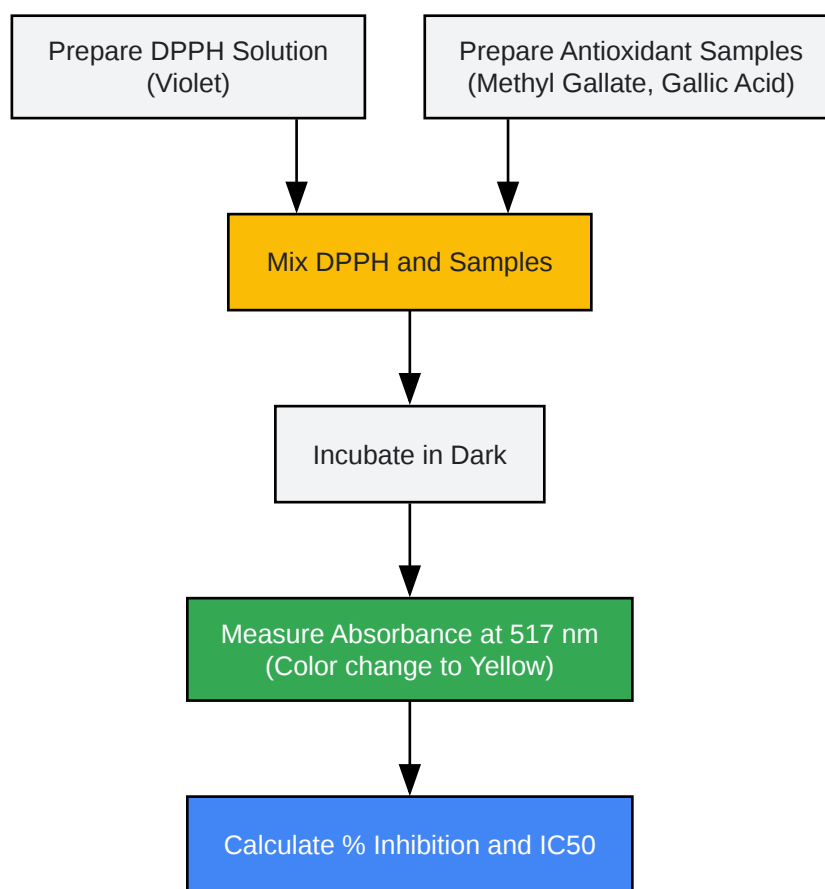 Prepare DPPH Solution
(Violet)
Prepare Antioxidant Samples
(Methyl Gallate, Gallic Acid)
Mix DPPH and Samples
Incubate in Dark
Measure Absorbance at 517 nm
(Color change to Yellow)
Calculate % Inhibition and IC50